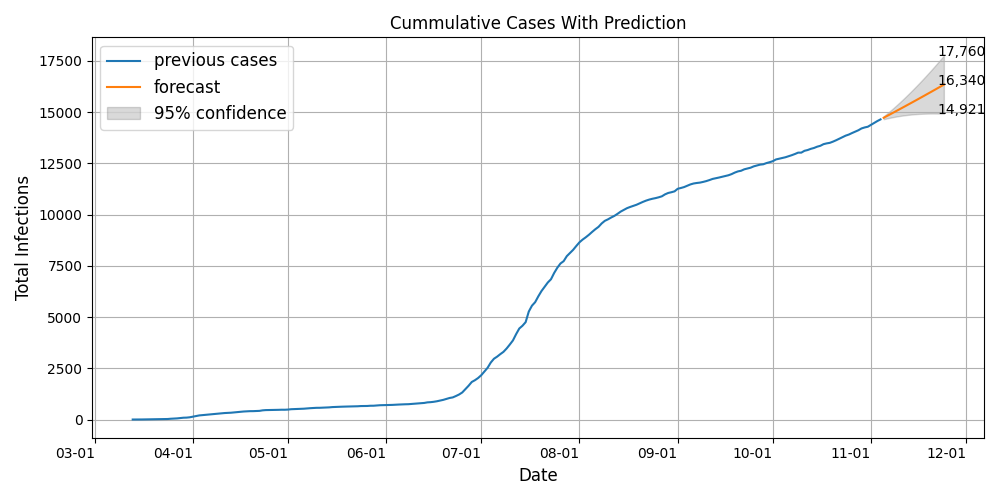 Cummulative Cases With Prediction
previous cases
forecast
95% confidence
17,760
16,340
14,921
17500
15000
12500
10000
7500
5000
2500
0
Total Infections
03-01 04-01 05-01 06-01 07-01 08-01 09-01 10-01 11-01 12-01
Date